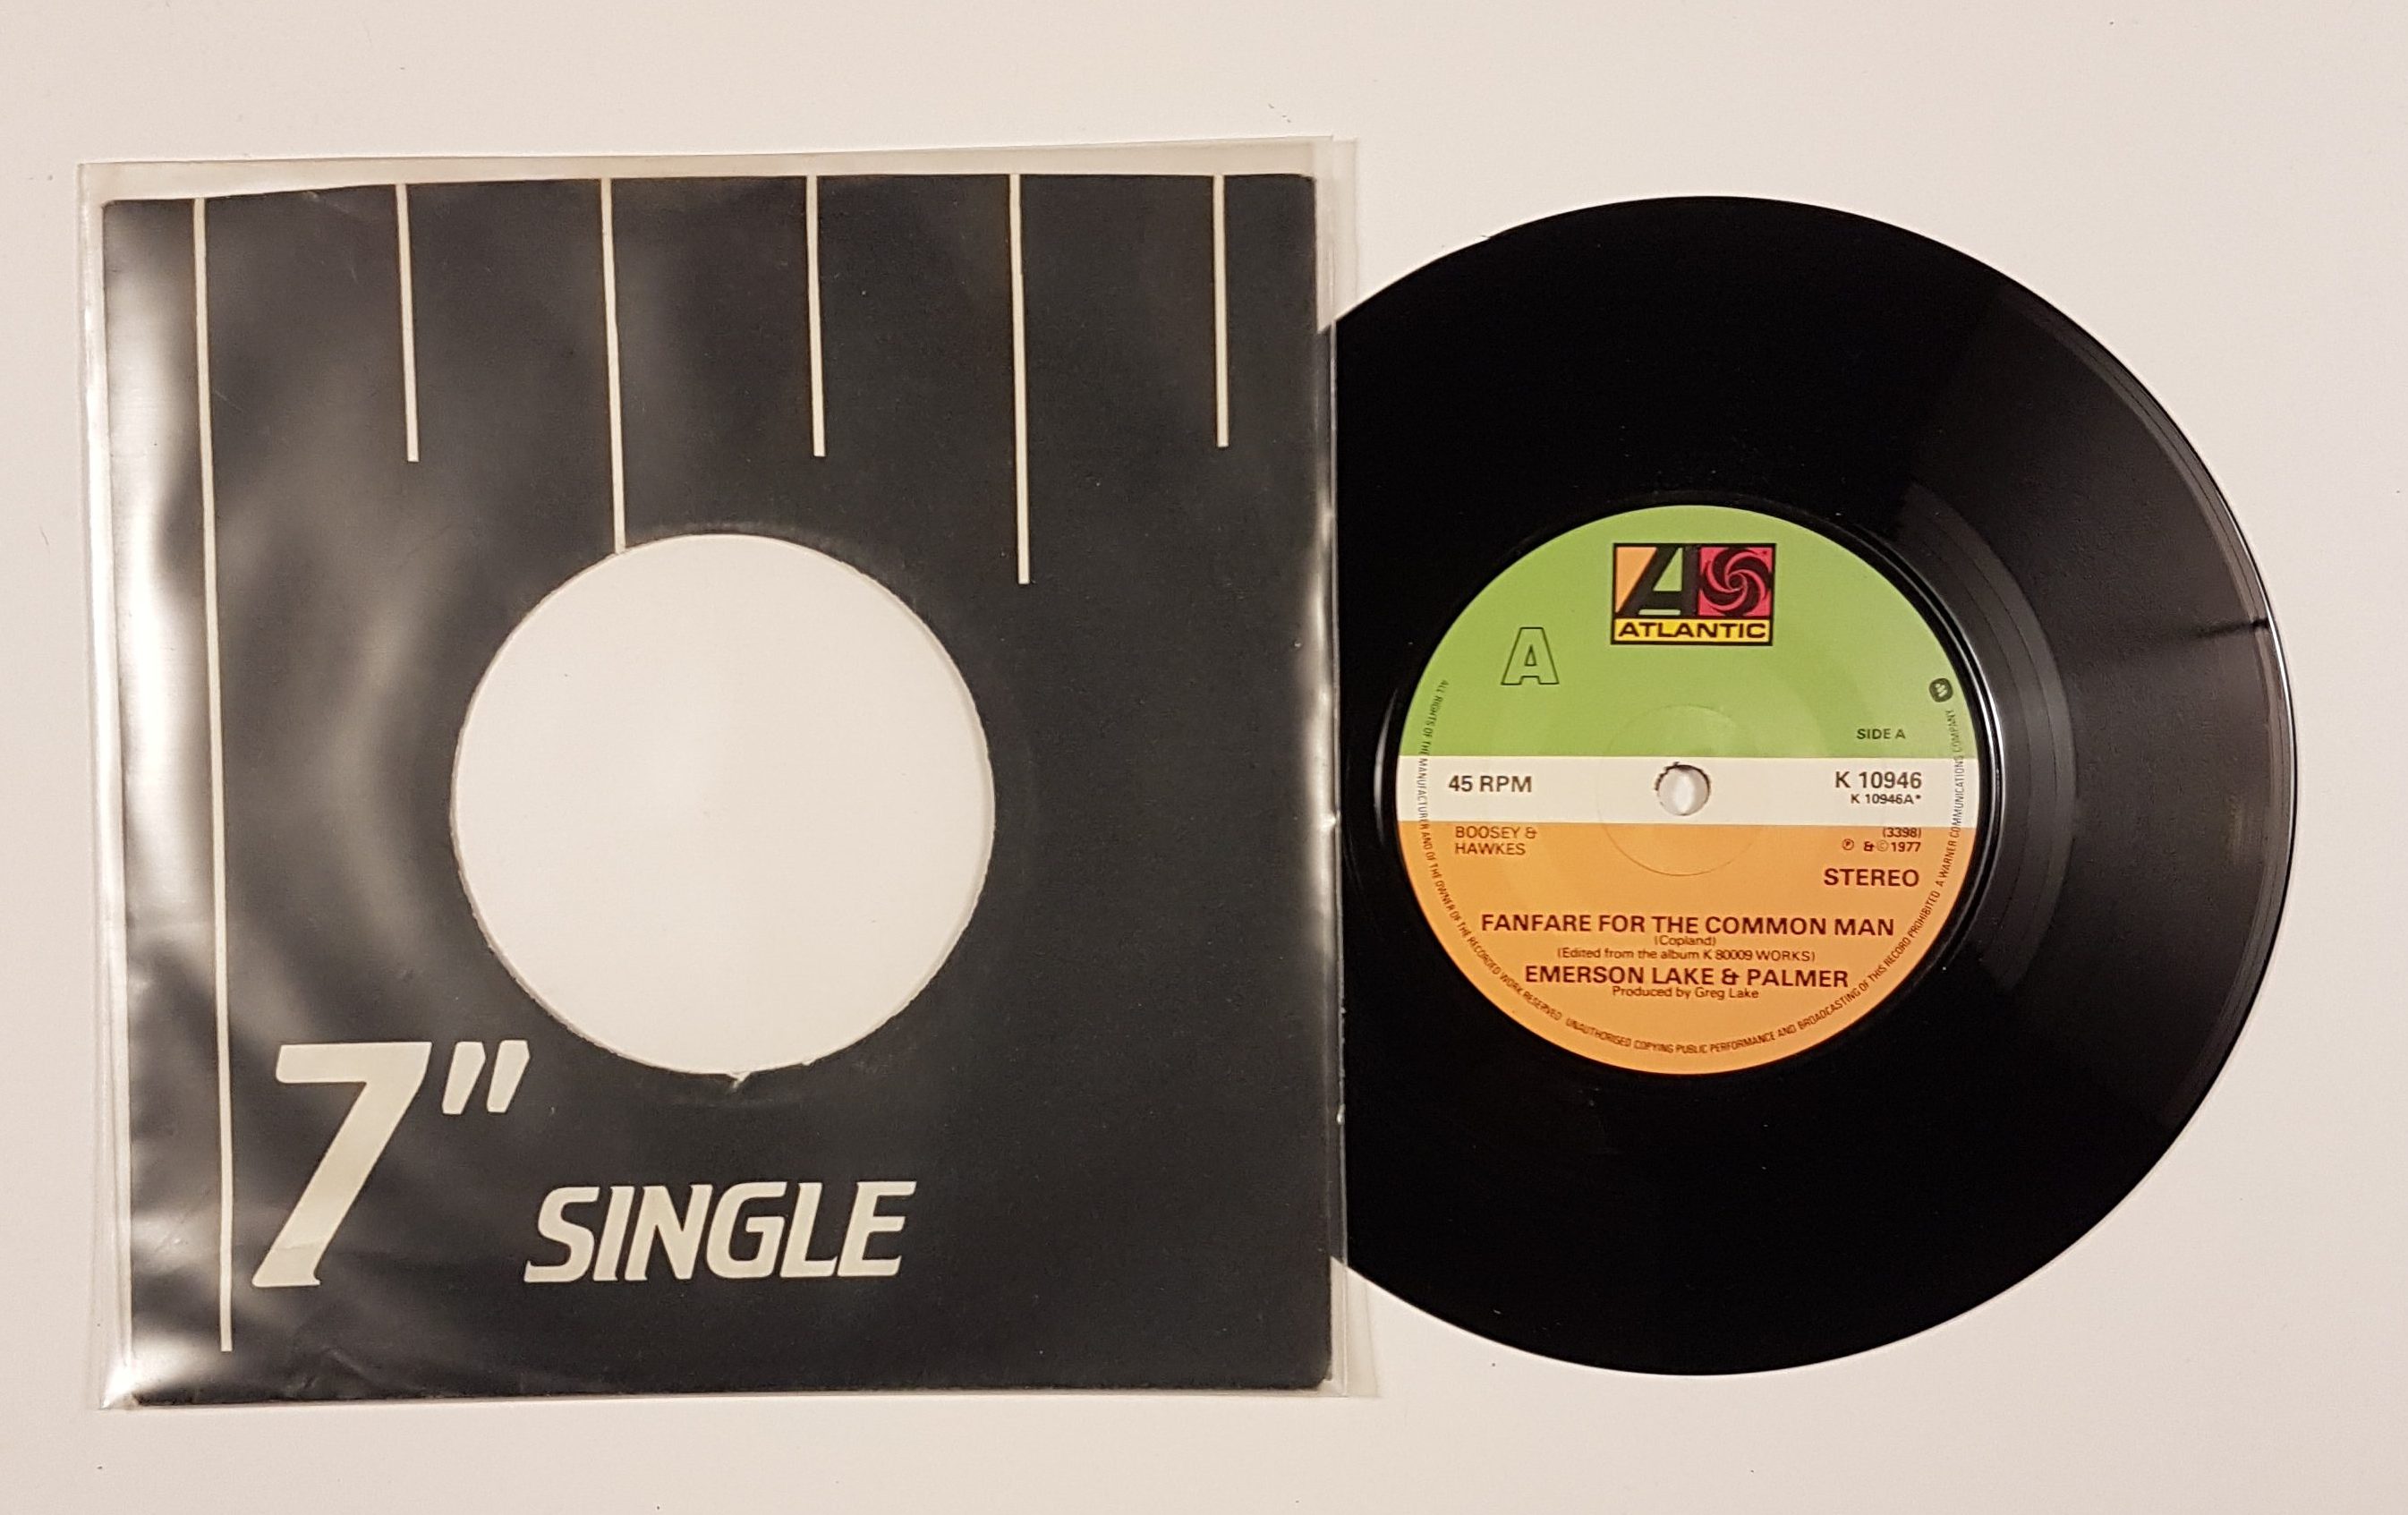 7" SINGLE
A
ATLANTIC
A
SIDE A
45 RPM
K 10946
K 10946A*
BOOSEY &
HAWKES
(3398)
℗ & © 1977
STEREO
FANFARE FOR THE COMMON MAN
(Copland)
(Edited from the album K 80009 WORKS)
EMERSON LAKE & PALMER
Produced by Greg Lake
ALL RIGHTS OF THE MANUFACTURER AND OF THE OWNER OF THE RECORDED WORK RESERVED UNAUTHORISED COPYING PUBLIC PERFORMANCE AND BROADCASTING OF THIS RECORD PROHIBITED. A WARNER COMMUNICATIONS COMPANY